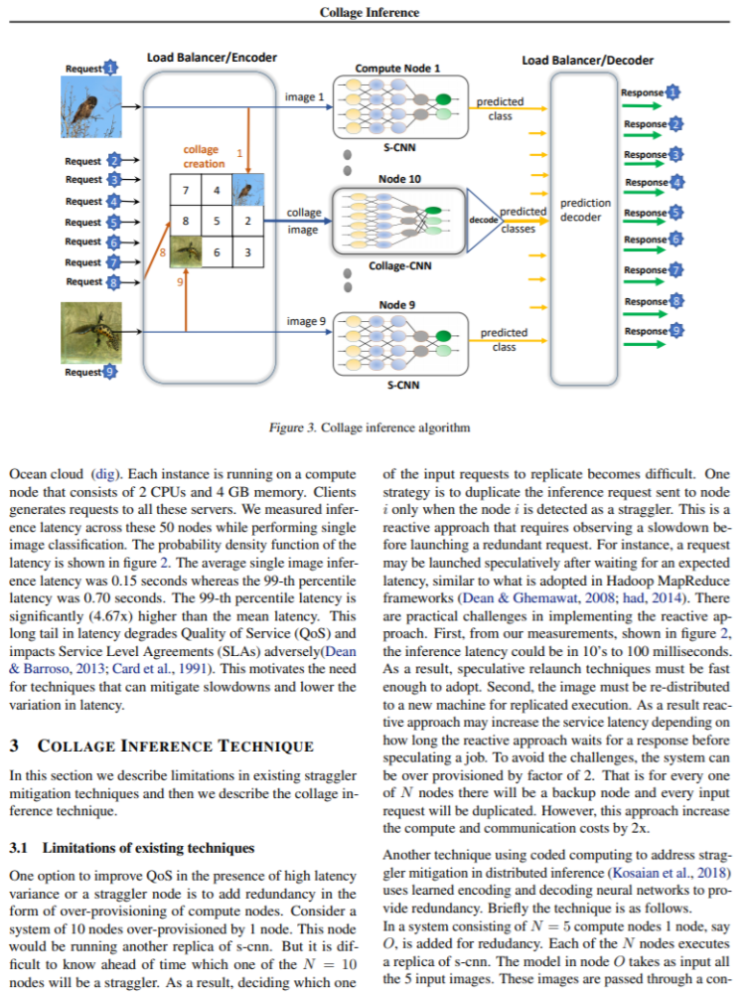 Collage Inference
Load Balancer/Encoder
Compute Node 1
Load Balancer/Decoder
Request 1
image 1
S-CNN
predicted
class
collage
creation
1
Request 2
Request 3
Request 4
Request 5
Request 6
Request 7
Request 8
7 4
8 5 2
6 3
8
9
collage
image
Node 10
decode
predicted
classes
Collage-CNN
prediction
decoder
image 9
Node 9
S-CNN
predicted
class
Request 9
Response 1
Response 2
Response 3
Response 4
Response 5
Response 6
Response 7
Response 8
Response 9
Figure 3. Collage inference algorithm
Ocean cloud (dig). Each instance is running on a compute
node that consists of 2 CPUs and 4 GB memory. Clients
generates requests to all these servers. We measured infer-
ence latency across these 50 nodes while performing single
image classification. The probability density function of the
latency is shown in figure 2. The average single image infer-
ence latency was 0.15 seconds whereas the 99-th percentile
latency was 0.70 seconds. The 99-th percentile latency is
significantly (4.67x) higher than the mean latency. This
long tail in latency degrades Quality of Service (QoS) and
impacts Service Level Agreements (SLAs) adversely(Dean
& Barroso, 2013; Card et al., 1991). This motivates the need
for techniques that can mitigate slowdowns and lower the
variation in latency.
3 COLLAGE INFERENCE TECHNIQUE
In this section we describe limitations in existing straggler
mitigation techniques and then we describe the collage in-
ference technique.
3.1 Limitations of existing techniques
One option to improve QoS in the presence of high latency
variance or a straggler node is to add redundancy in the
form of over-provisioning of compute nodes. Consider a
system of 10 nodes over-provisioned by 1 node. This node
would be running another replica of s-cnn. But it is dif-
ficult to know ahead of time which one of the N = 10
nodes will be a straggler. As a result, deciding which one
of the input requests to replicate becomes difficult. One
strategy is to duplicate the inference request sent to node
i only when the node i is detected as a straggler. This is a
reactive approach that requires observing a slowdown be-
fore launching a redundant request. For instance, a request
may be launched speculatively after waiting for an expected
latency, similar to what is adopted in Hadoop MapReduce
frameworks (Dean & Ghemawat, 2008; had, 2014). There
are practical challenges in implementing the reactive ap-
proach. First, from our measurements, shown in figure 2,
the inference latency could be in 10's to 100 milliseconds.
As a result, speculative relaunch techniques must be fast
enough to adopt. Second, the image must be re-distributed
to a new machine for replicated execution. As a result reac-
tive approach may increase the service latency depending on
how long the reactive approach waits for a response before
speculating a job. To avoid the challenges, the system can
be over provisioned by factor of 2. That is for every one
of N nodes there will be a backup node and every input
request will be duplicated. However, this approach increase
the compute and communication costs by 2x.
Another technique using coded computing to address strag-
gler mitigation in distributed inference (Kosaian et al., 2018)
uses learned encoding and decoding neural networks to pro-
vide redundancy. Briefly the technique is as follows.
In a system consisting of N = 5 compute nodes 1 node, say
O, is added for redudancy. Each of the N nodes executes
a replica of s-cnn. The model in node O takes as input all
the 5 input images. These images are passed through a con-